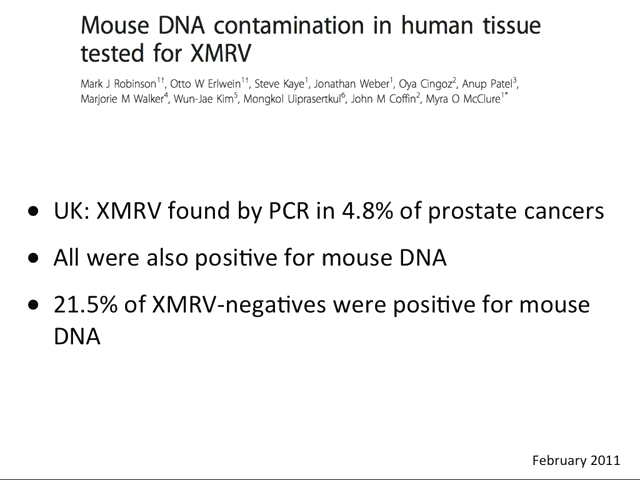 Mouse DNA contamination in human tissue
tested for XMRV
Mark J Robinson1†, Otto W Erlwein1†, Steve Kaye1, Jonathan Weber1, Oya Cingoz2, Anup Patel3,
Marjorie M Walker4, Wun-Jae Kim5, Mongkol Uiprasertkul6, John M Coffin2, Myra O McClure1*
• UK: XMRV found by PCR in 4.8% of prostate cancers
• All were also positive for mouse DNA
• 21.5% of XMRV-negatives were positive for mouse
DNA
February 2011